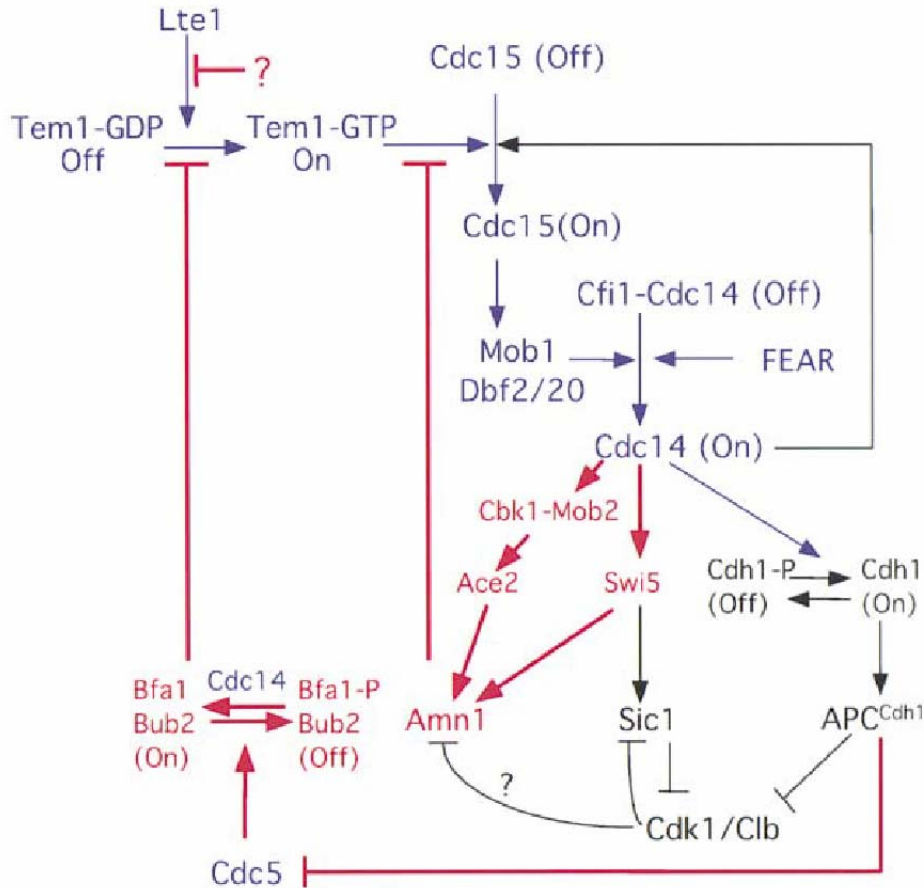 Lte1
?
Cdc15 (Off)
Tem1-GDP
Off
Tem1-GTP
On
Cdc15(On)
Cfi1-Cdc14 (Off)
Mob1
Dbf2/20
FEAR
Cdc14 (On)
Cbk1-Mob2
Ace2
Swi5
Cdh1-P
(Off)
Cdh1
(On)
Bfa1
Bub2
(On)
Cdc14
Bfa1-P
Bub2
(Off)
Amn1
Sic1
APCCdh1
?
Cdk1/Clb
Cdc5